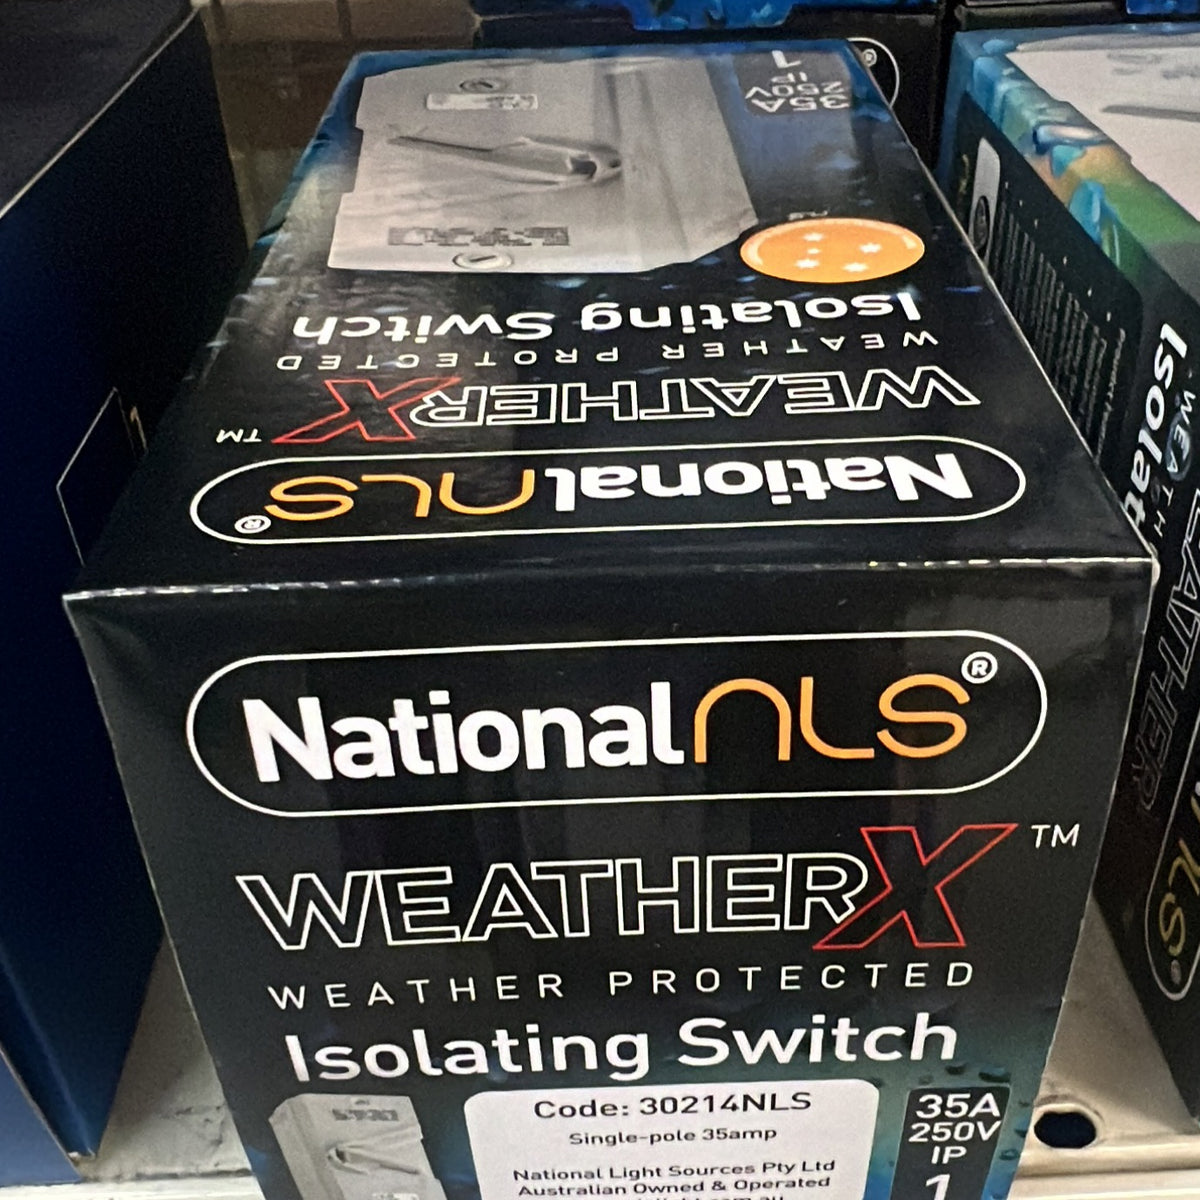 1
IP
250V
35A
Isolating Switch
WEATHER PROTECTED
WEATHERX™
Nationalnls®
Nationalnls®
WEATHERX™
WEATHER PROTECTED
Isolating Switch
Code: 30214NLS
Single-pole 35amp
National Light Sources Pty Ltd
Australian Owned & Operated
35A
250V
IP
1